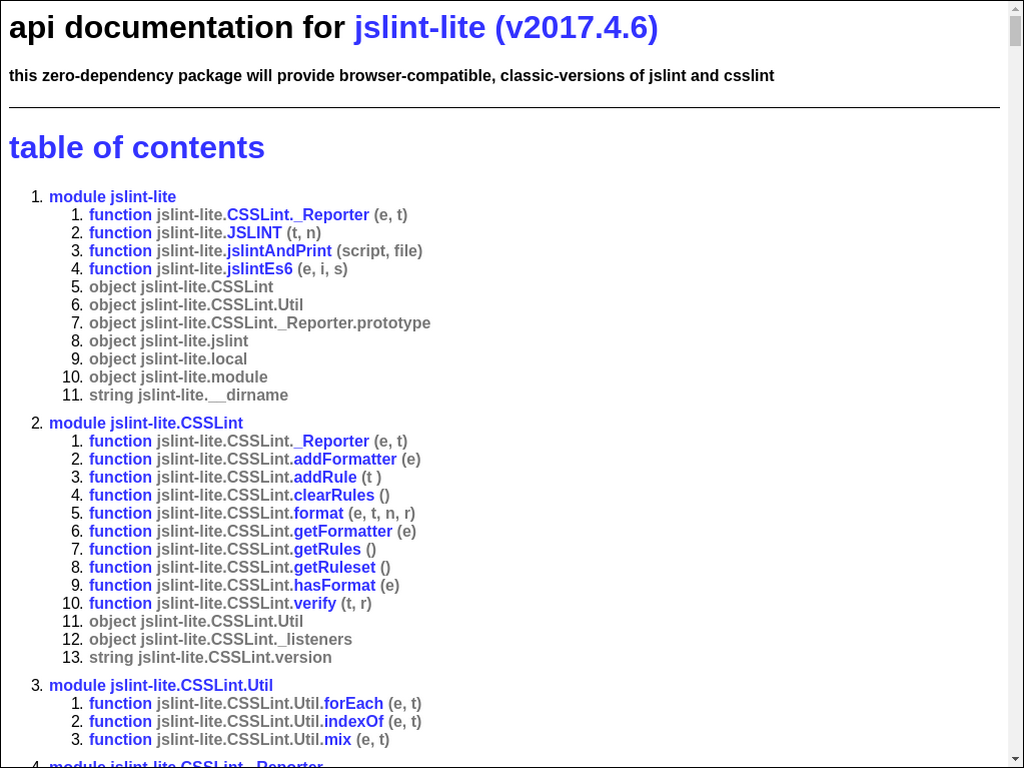 api documentation for jslint-lite (v2017.4.6)
this zero-dependency package will provide browser-compatible, classic-versions of jslint and csslint
table of contents
1. module jslint-lite
1. function jslint-lite.CSSLint._Reporter (e, t)
2. function jslint-lite.JSLINT (t, n)
3. function jslint-lite.jslintAndPrint (script, file)
4. function jslint-lite.jslintEs6 (e, i, s)
5. object jslint-lite.CSSLint
6. object jslint-lite.CSSLint.Util
7. object jslint-lite.CSSLint._Reporter.prototype
8. object jslint-lite.jslint
9. object jslint-lite.local
10. object jslint-lite.module
11. string jslint-lite.__dirname
2. module jslint-lite.CSSLint
1. function jslint-lite.CSSLint._Reporter (e, t)
2. function jslint-lite.CSSLint.addFormatter (e)
3. function jslint-lite.CSSLint.addRule (t )
4. function jslint-lite.CSSLint.clearRules ()
5. function jslint-lite.CSSLint.format (e, t, n, r)
6. function jslint-lite.CSSLint.getFormatter (e)
7. function jslint-lite.CSSLint.getRules ()
8. function jslint-lite.CSSLint.getRuleset ()
9. function jslint-lite.CSSLint.hasFormat (e)
10. function jslint-lite.CSSLint.verify (t, r)
11. object jslint-lite.CSSLint.Util
12. object jslint-lite.CSSLint._listeners
13. string jslint-lite.CSSLint.version
3. module jslint-lite.CSSLint.Util
1. function jslint-lite.CSSLint.Util.forEach (e, t)
2. function jslint-lite.CSSLint.Util.indexOf (e, t)
3. function jslint-lite.CSSLint.Util.mix (e, t)
4. module jslint-lite.CSSLint._Reporter